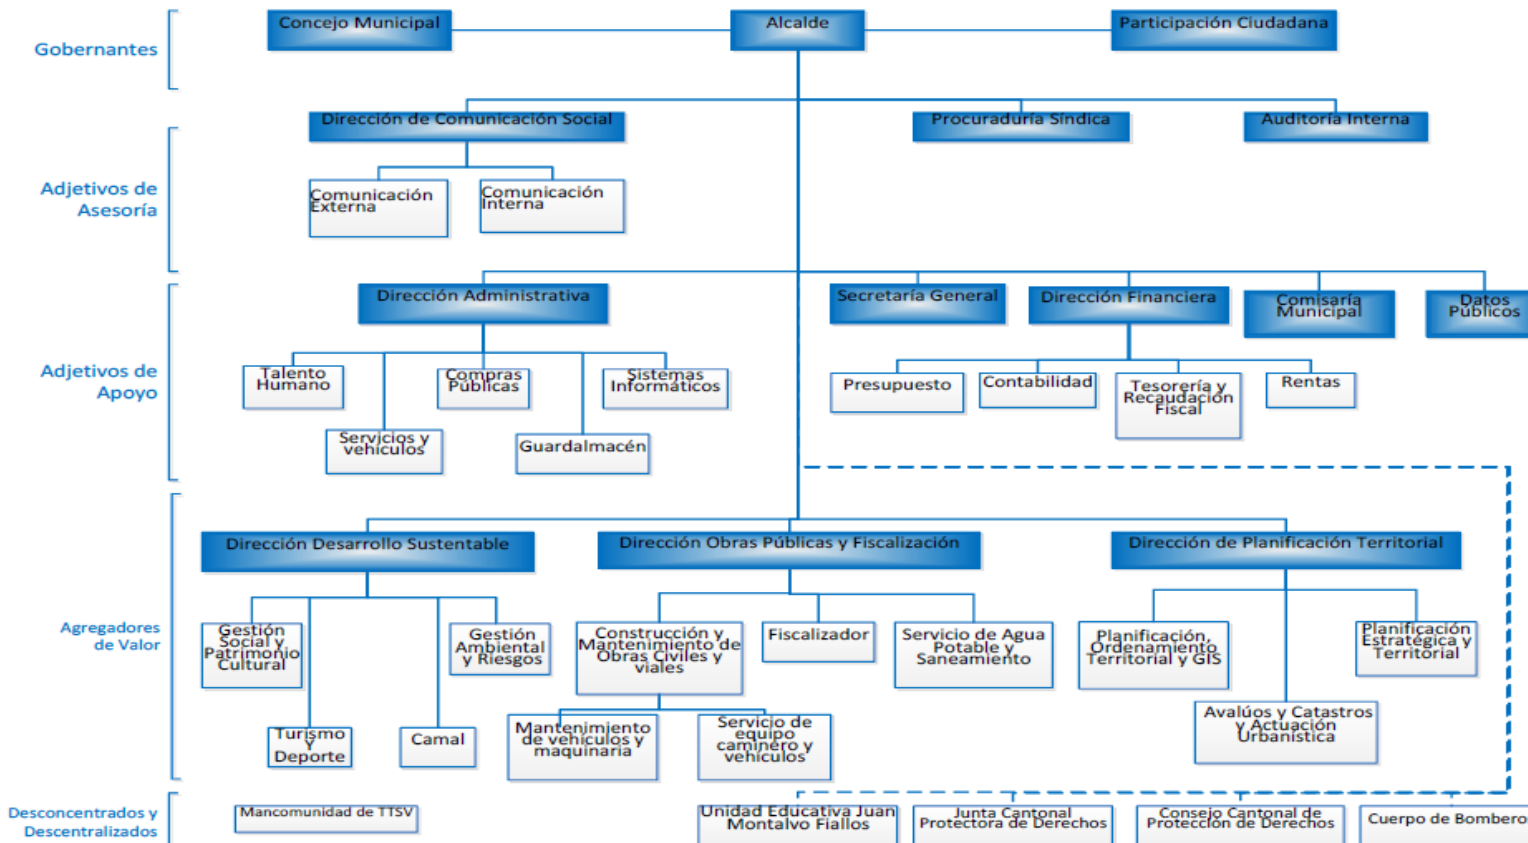 Concejo Municipal
Alcalde
Participación Ciudadana
Gobernantes
Dirección de Comunicación Social
Procuraduría Síndica
Auditoría Interna
Adjetivos de
Asesoría
Comunicación
Externa
Comunicación
Interna
Dirección Administrativa
Secretaría General
Dirección Financiera
Comisaría
Municipal
Datos
Públicos
Adjetivos de
Apoyo
Talento
Humano
Compras
Públicas
Sistemas
Informáticos
Presupuesto
Contabilidad
Tesorería y
Recaudación
Fiscal
Rentas
Servicios y
vehículos
Guardalmacén
Dirección Desarrollo Sustentable
Dirección Obras Públicas y Fiscalización
Dirección de Planificación Territorial
Agregadores
de Valor
Gestión
Social y
Patrimonio
Cultural
Gestión
Ambiental
y Riesgos
Construcción y
Mantenimiento de
Obras Civiles y
viales
Fiscalizador
Servicio de Agua
Potable y
Saneamiento
Planificación,
Ordenamiento
Territorial y GIS
Planificación
Estratégica y
Territorial
Turismo
y
Deporte
Camal
Mantenimiento
de vehículos y
maquinaria
Servicio de
equipo
caminero y
vehículos
Avalúos y Catastros
y Actuación
Urbanística
Desconcentrados y
Descentralizados
Mancomunidad de TTSV
Unidad Educativa Juan
Montalvo Fiallos
Junta Cantonal
Protectora de Derechos
Consejo Cantonal de
Protección de Derechos
Cuerpo de Bombero